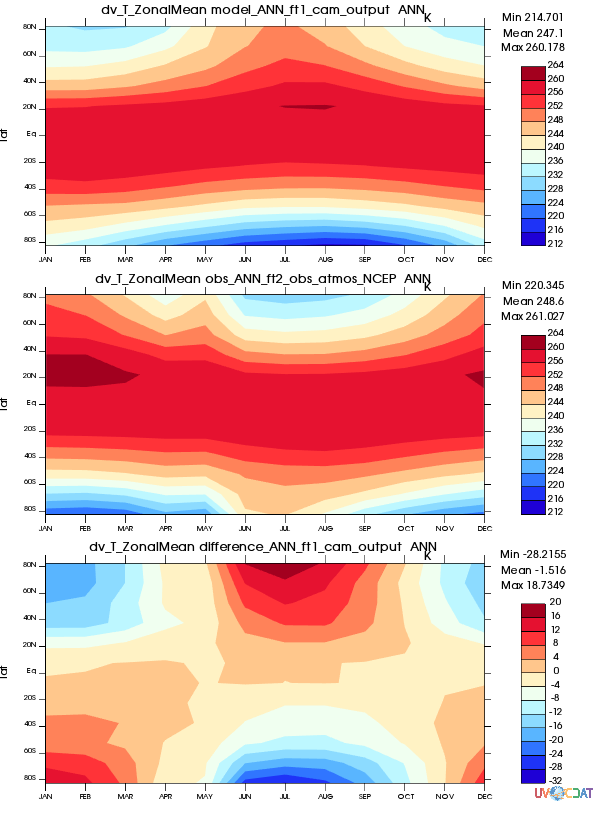 dv_T_ZonalMean model_ANN_ft1_cam_output ANN
K
Min 214.701
Mean 247.1
Max 260.178
80N
60N
40N
20N
Eq
20S
40S
60S
80S
lat
JAN FEB MAR APR MAY JUN JUL AUG SEP OCT NOV DEC
264
260
256
252
248
244
240
236
232
228
224
220
216
212
dv_T_ZonalMean obs_ANN_ft2_obs_atmos_NCEP ANN
K
Min 220.345
Mean 248.6
Max 261.027
80N
60N
40N
20N
Eq
20S
40S
60S
80S
lat
JAN FEB MAR APR MAY JUN JUL AUG SEP OCT NOV DEC
264
260
256
252
248
244
240
236
232
228
224
220
216
212
dv_T_ZonalMean difference_ANN_ft1_cam_output ANN
K
Min -28.2155
Mean -1.516
Max 18.7349
80N
60N
40N
20N
Eq
20S
40S
60S
80S
lat
JAN FEB MAR APR MAY JUN JUL AUG SEP OCT NOV DEC
20
16
12
8
4
0
-4
-8
-12
-16
-20
-24
-28
-32
UV CDAT